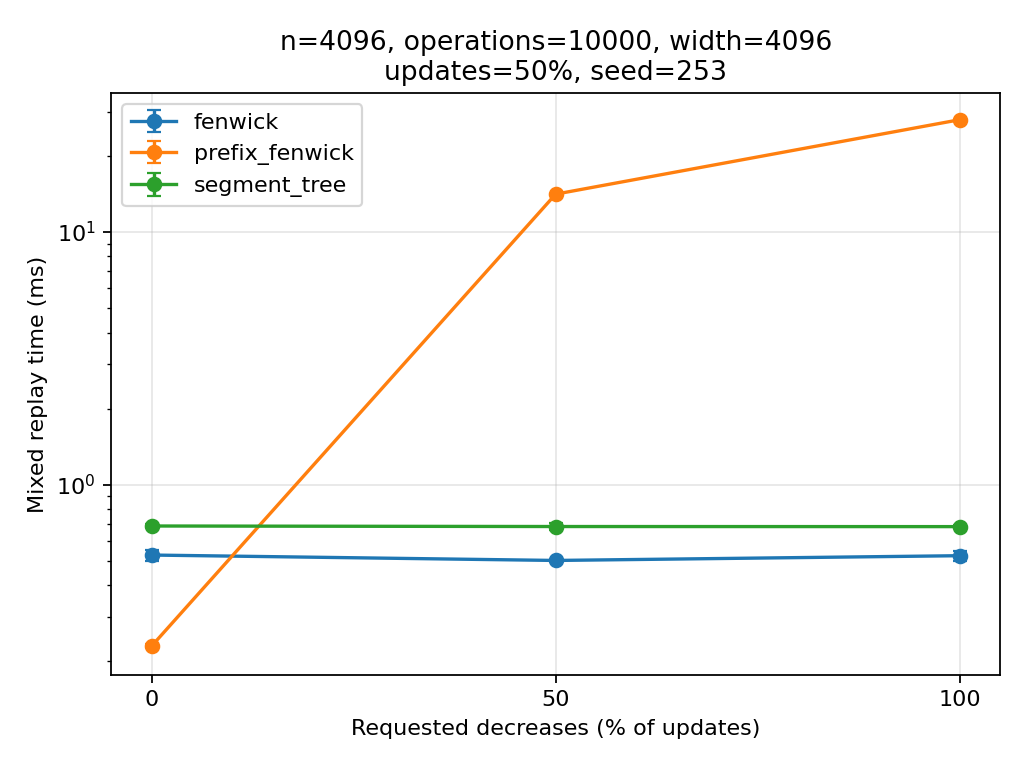 n=4096, operations=10000, width=4096
updates=50%, seed=253
fenwick
prefix_fenwick
segment_tree
Mixed replay time (ms)
10¹
10⁰
0
50
100
Requested decreases (% of updates)